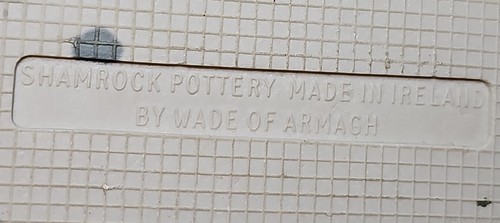 SHAMROCK POTTERY MADE IN IRELAND
BY WADE OF ARMAGH